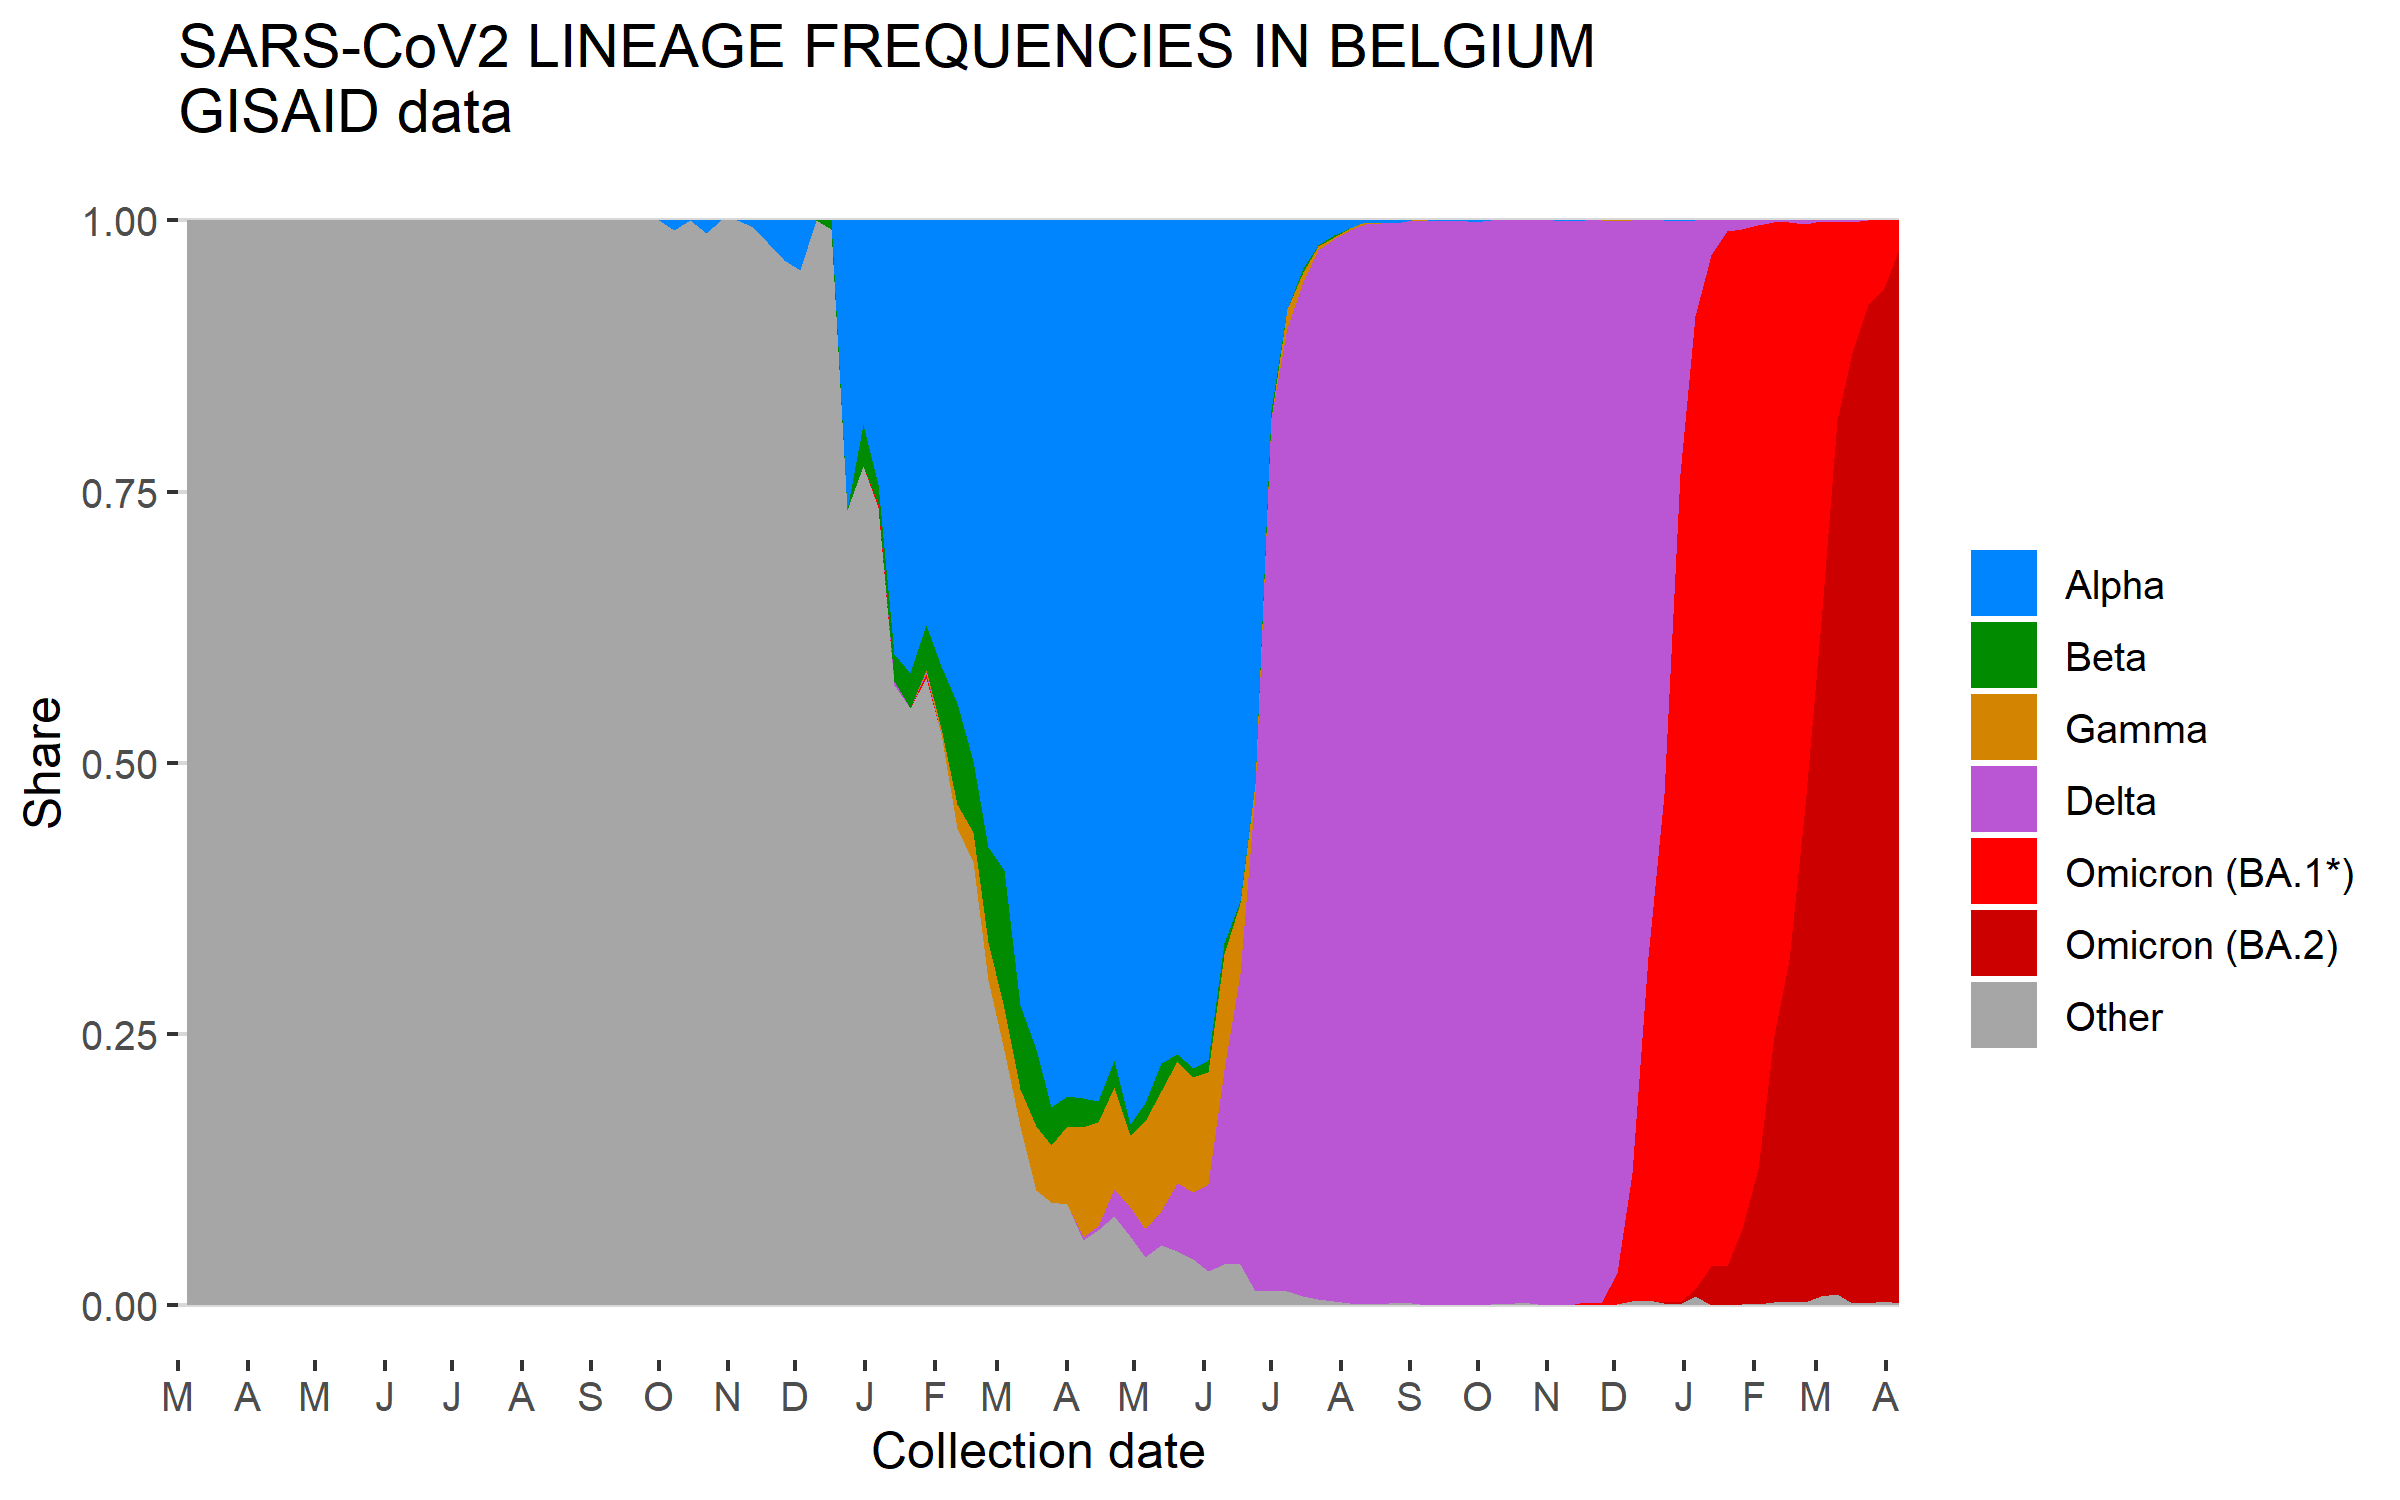 SARS-CoV2 LINEAGE FREQUENCIES IN BELGIUM
GISAID data
1.00
0.75
0.50
0.25
0.00
Share
M A M J J A S O N D J F M A M J J A S O N D J F M A
Collection date
Alpha
Beta
Gamma
Delta
Omicron (BA.1*)
Omicron (BA.2)
Other